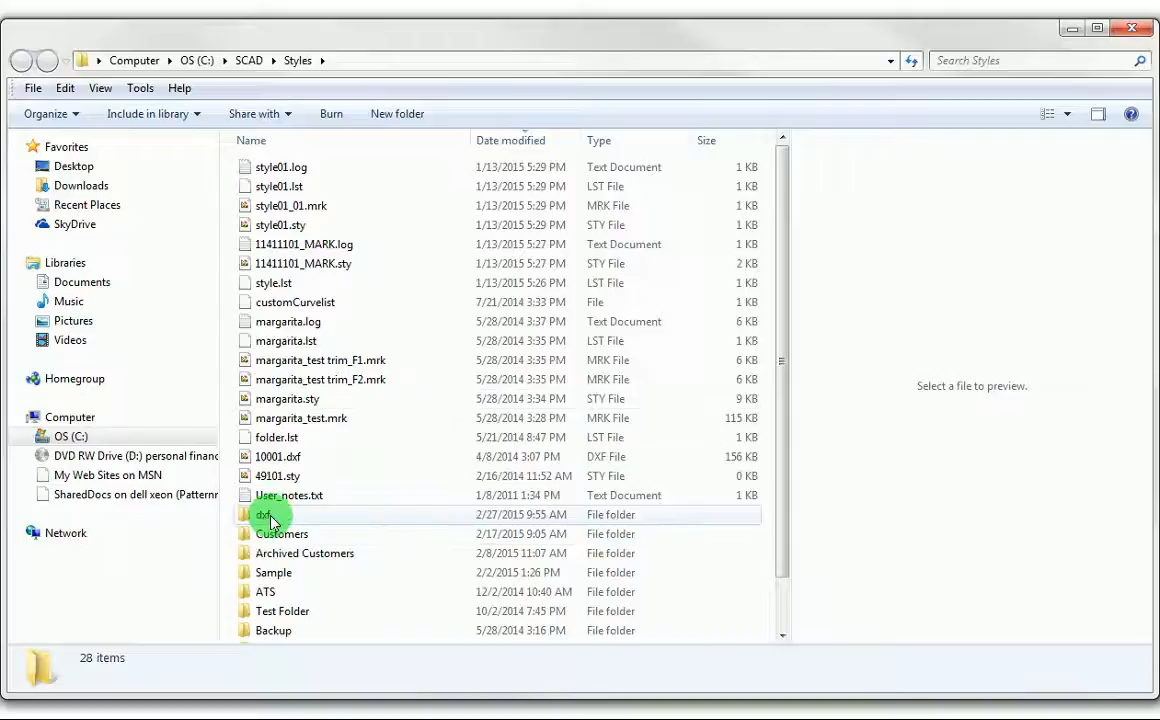 Computer OS (C:) SCAD Styles
Search Styles
File Edit View Tools Help
Organize Include in library Share with Burn New folder
Name Date modified Type Size
Favorites
Desktop
Downloads
Recent Places
SkyDrive
Libraries
Documents
Music
Pictures
Videos
Homegroup
Computer
OS (C:)
DVD RW Drive (D:) personal financ
My Web Sites on MSN
SharedDocs on dell xeon (Patternr
Network
style01.log 1/13/2015 5:29 PM Text Document 1 KB
style01.lst 1/13/2015 5:29 PM LST File 1 KB
style01_01.mrk 1/13/2015 5:29 PM MRK File 1 KB
style01.sty 1/13/2015 5:29 PM STY File 1 KB
11411101_MARK.log 1/13/2015 5:27 PM Text Document 1 KB
11411101_MARK.sty 1/13/2015 5:27 PM STY File 2 KB
style.lst 1/13/2015 5:26 PM LST File 1 KB
customCurvelist 7/21/2014 3:33 PM File 1 KB
margarita.log 5/28/2014 3:37 PM Text Document 6 KB
margarita.lst 5/28/2014 3:35 PM LST File 1 KB
margarita_test trim_F1.mrk 5/28/2014 3:35 PM MRK File 6 KB
margarita_test trim_F2.mrk 5/28/2014 3:35 PM MRK File 6 KB
margarita.sty 5/28/2014 3:34 PM STY File 9 KB
margarita_test.mrk 5/28/2014 3:28 PM MRK File 115 KB
folder.lst 5/21/2014 8:47 PM LST File 1 KB
10001.dxf 4/8/2014 3:07 PM DXF File 156 KB
49101.sty 2/16/2014 11:52 AM STY File 0 KB
User_notes.txt 1/8/2011 1:34 PM Text Document 1 KB
dxf 2/27/2015 9:55 AM File folder
Customers 2/17/2015 9:05 AM File folder
Archived Customers 2/8/2015 11:07 AM File folder
Sample 2/2/2015 1:26 PM File folder
ATS 12/2/2014 10:40 AM File folder
Test Folder 10/2/2014 7:45 PM File folder
Backup 5/28/2014 3:16 PM File folder
Select a file to preview.
28 items